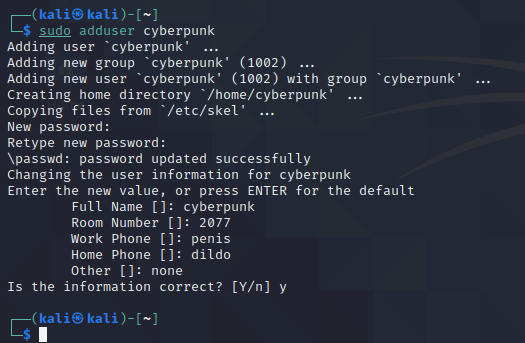 ┌──(kali㉿kali)-[~]
└─$ sudo adduser cyberpunk
Adding user `cyberpunk' ...
Adding new group `cyberpunk' (1002) ...
Adding new user `cyberpunk' (1002) with group `cyberpunk' ...
Creating home directory `/home/cyberpunk' ...
Copying files from `/etc/skel' ...
New password:
Retype new password:
\passwd: password updated successfully
Changing the user information for cyberpunk
Enter the new value, or press ENTER for the default
        Full Name []: cyberpunk
        Room Number []: 2077
        Work Phone []: penis
        Home Phone []: dildo
        Other []: none
Is the information correct? [Y/n] y
┌──(kali㉿kali)-[~]
└─$